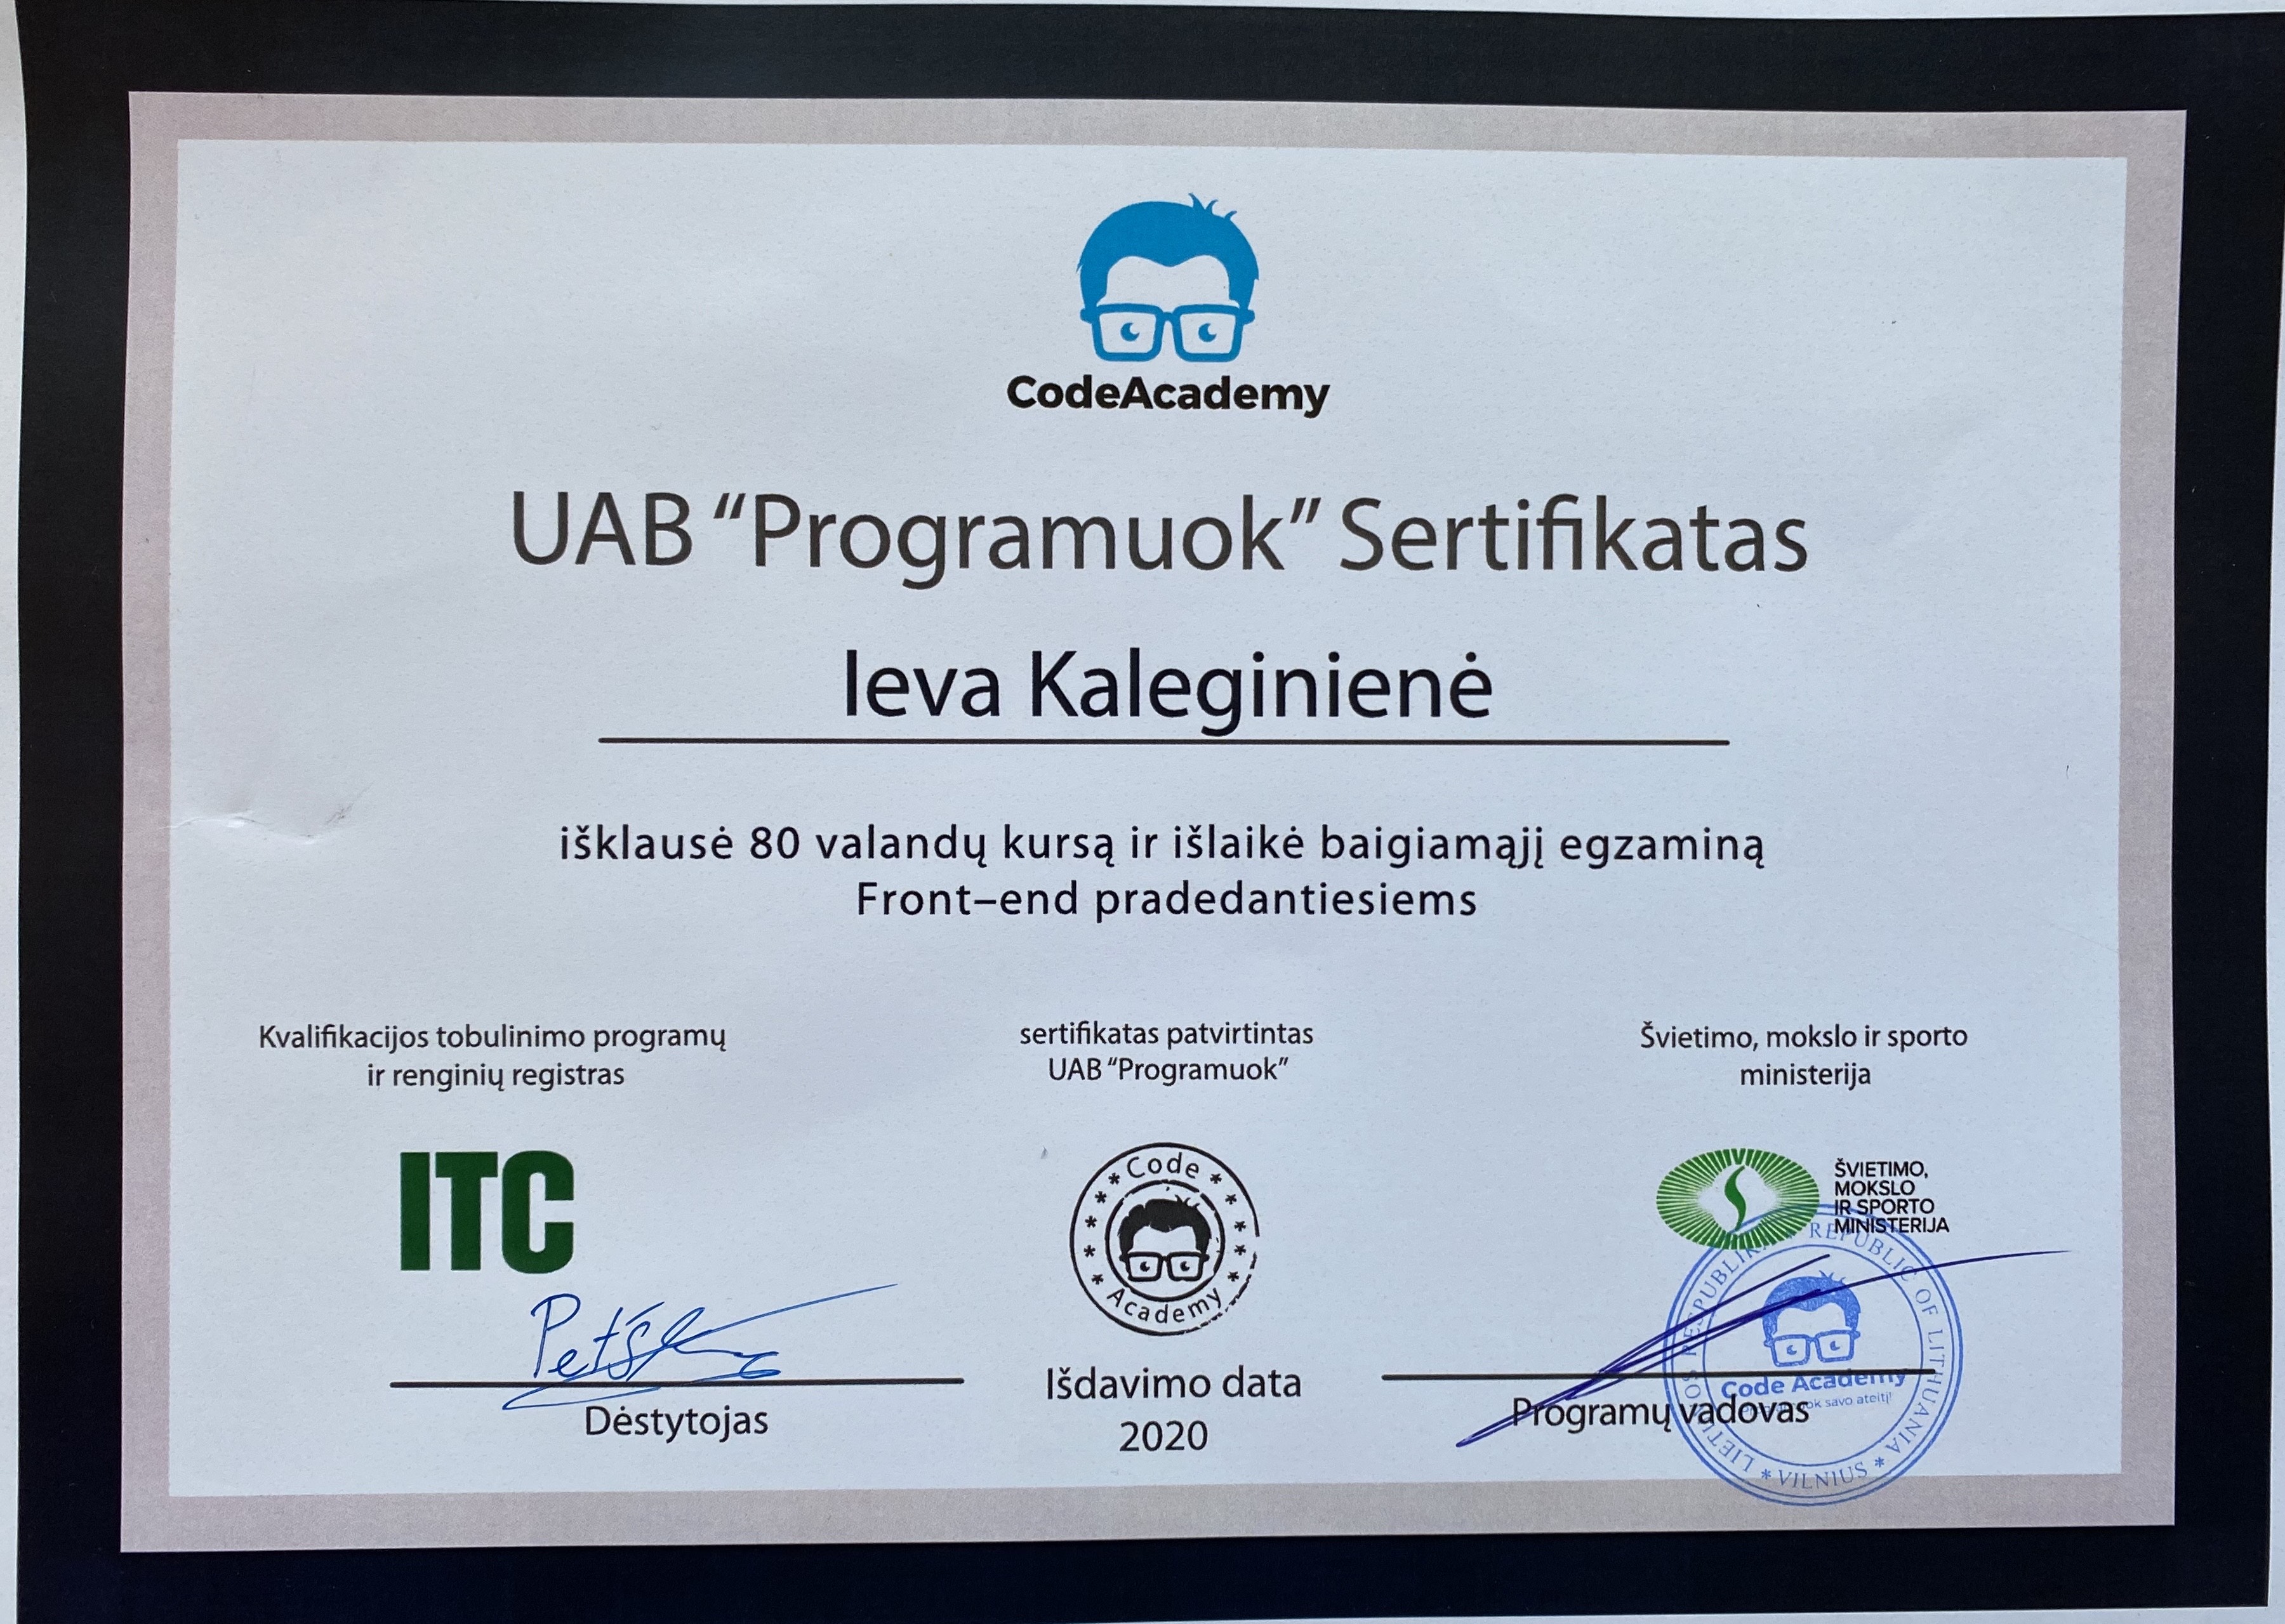 CodeAcademy
UAB “Programuok” Sertifikatas
Ieva Kaleginienė
išklausė 80 valandų kursą ir išlaikė baigiamąjį egzaminą
Front–end pradedantiesiems
Kvalifikacijos tobulinimo programų
ir renginių registras
ITC
Dėstytojas
sertifikatas patvirtintas
UAB “Programuok”
Code
Academy
Išdavimo data
2020
Švietimo, mokslo ir sporto
ministerija
ŠVIETIMO,
MOKSLO
IR SPORTO
MINISTERIJA
Programų vadovas
LIETUVOS RESPUBLIKA * REPUBLIC OF LITHUANIA * VILNIUS *
Code Academy
savo ateitį!